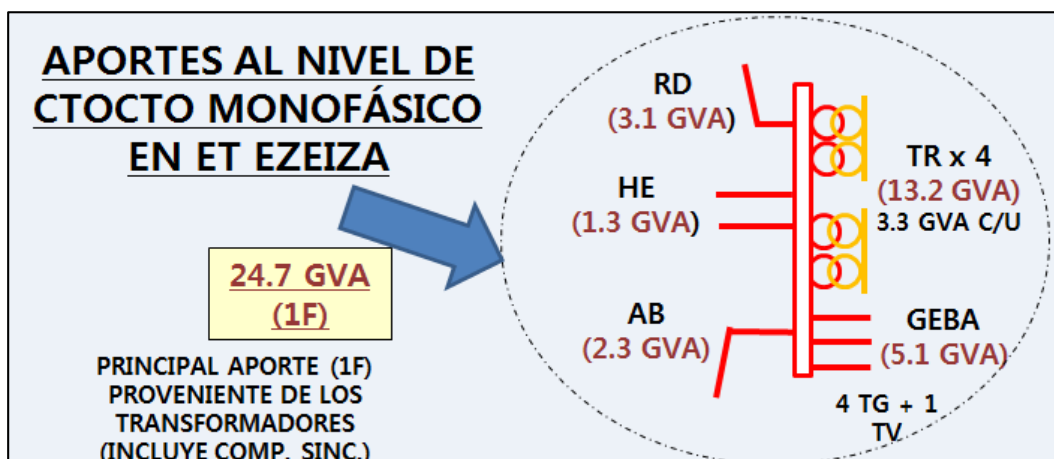 APORTES AL NIVEL DE
CTOCTO MONOFÁSICO
EN ET EZEIZA
24.7 GVA
(1F)
PRINCIPAL APORTE (1F)
PROVENIENTE DE LOS
TRANSFORMADORES
(INCLUYE COMP. SINC.)
RD
(3.1 GVA)
HE
(1.3 GVA)
AB
(2.3 GVA)
TR x 4
(13.2 GVA)
3.3 GVA C/U
GEBA
(5.1 GVA)
4 TG + 1
TV